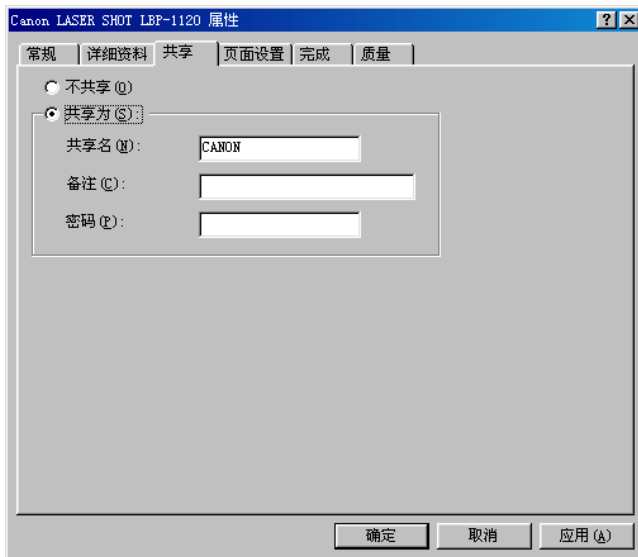 Canon LASER SHOT LBP-1120 属性
常规 详细资料 共享 页面设置 完成 质量
不共享(O)
共享为(S):
共享名(N): CANON
备注(C):
密码(P):
确定 取消 应用(A)